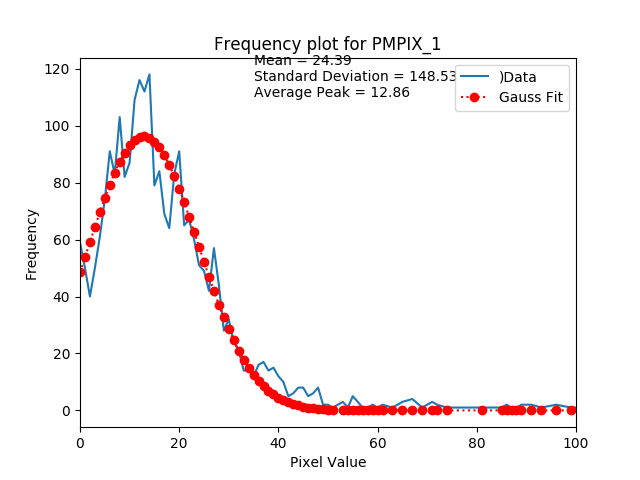 Frequency plot for PMPIX_1
Mean = 24.39
Standard Deviation = 148.53
Average Peak = 12.86
)Data
Gauss Fit
Frequency
120
100
80
60
40
20
0
0 20 40 60 80 100
Pixel Value